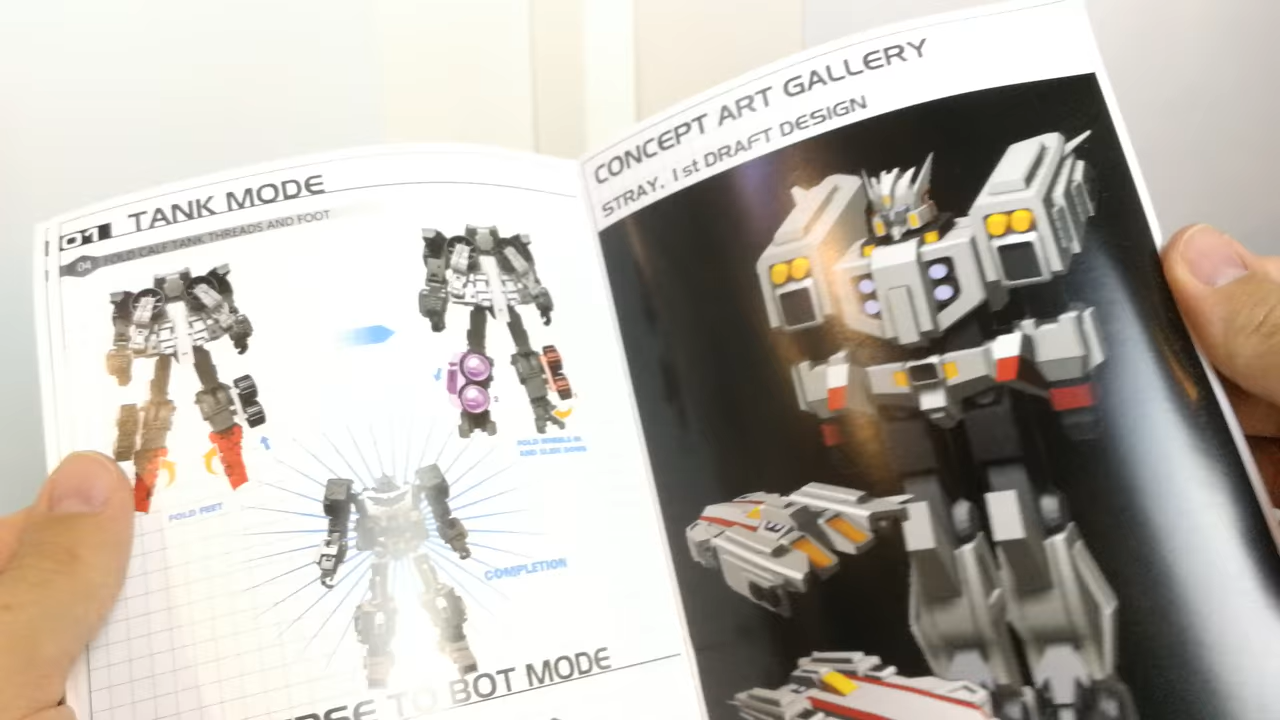 01 TANK MODE
04 FOLD CALF TANK THREADS AND FOOT
FOLD FEET
FOLD WHEELS IN
AND SLIDE DOWN
COMPLETION
TO BOT MODE
CONCEPT ART GALLERY
STRAY, 1st DRAFT DESIGN